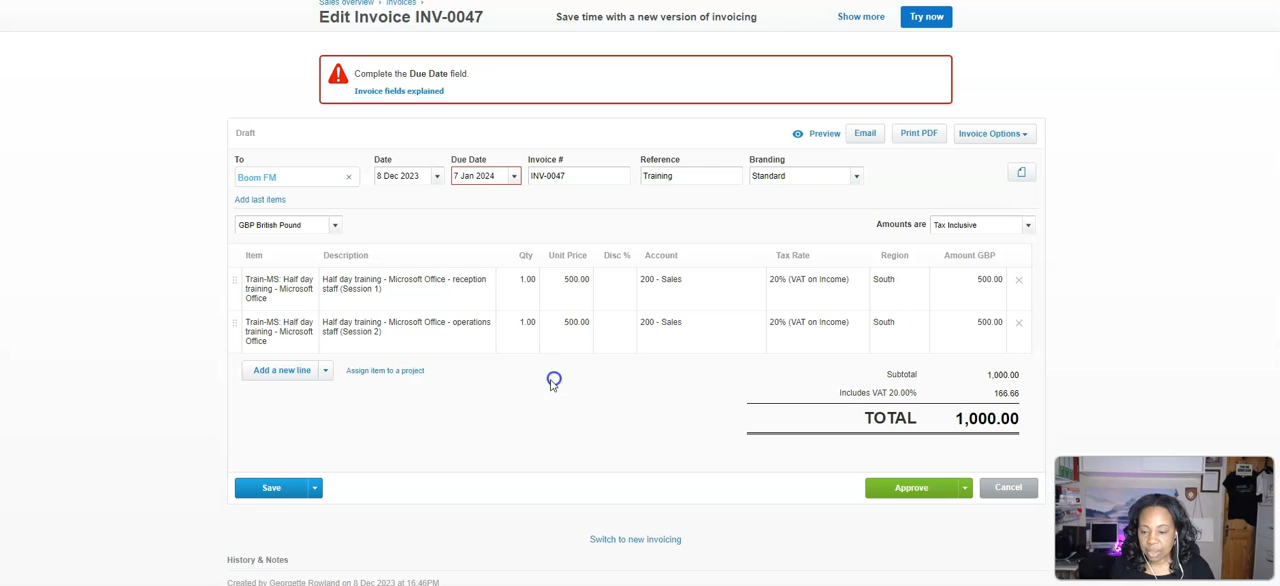 Sales overview › Invoices ›
Edit Invoice INV-0047
Save time with a new version of invoicing
Show more
Try now
Complete the Due Date field.
Invoice fields explained
Draft
Preview
Email
Print PDF
Invoice Options
To
Date
Due Date
Invoice #
Reference
Branding
Boom FM
8 Dec 2023
7 Jan 2024
INV-0047
Training
Standard
Add last items
GBP British Pound
Amounts are
Tax Inclusive
Item
Description
Qty
Unit Price
Disc %
Account
Tax Rate
Region
Amount GBP
Train-MS: Half day
training - Microsoft
Office
Half day training - Microsoft Office - reception
staff (Session 1)
1.00
500.00
200 - Sales
20% (VAT on Income)
South
500.00
Train-MS: Half day
training - Microsoft
Office
Half day training - Microsoft Office - operations
staff (Session 2)
1.00
500.00
200 - Sales
20% (VAT on Income)
South
500.00
Add a new line
Assign item to a project
Subtotal
1,000.00
Includes VAT 20.00%
166.66
TOTAL
1,000.00
Save
Approve
Cancel
Switch to new invoicing
History & Notes
Created by Georgette Rowland on 8 Dec 2023 at 16:46PM